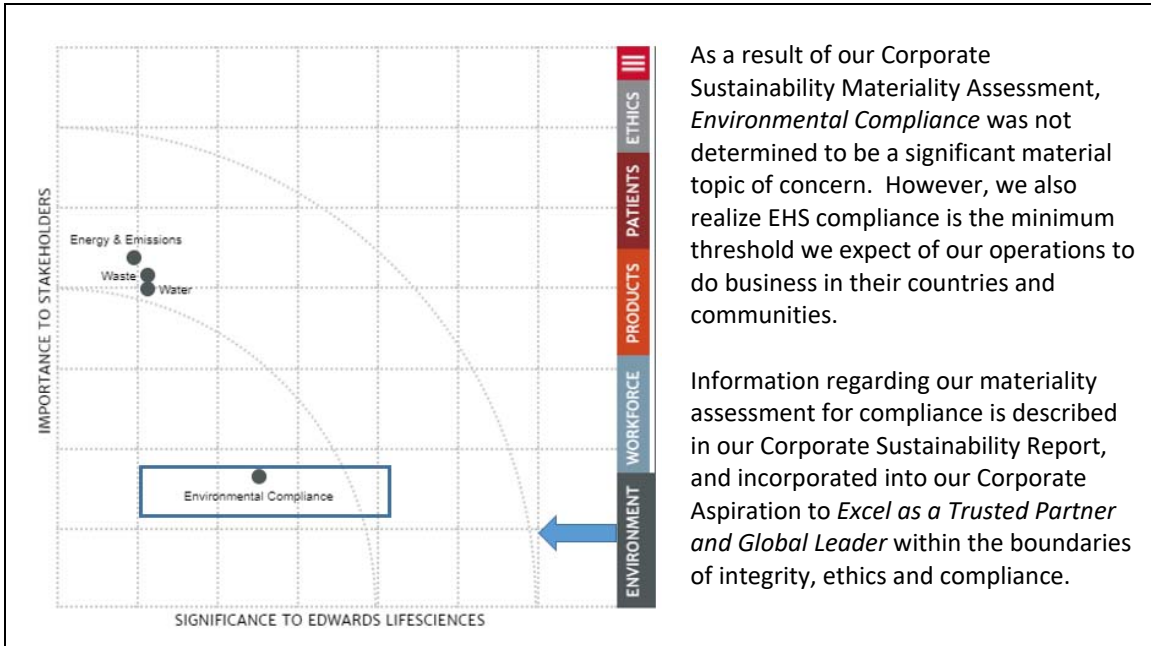 IMPORTANCE TO STAKEHOLDERS
Energy & Emissions
Waste
Water
Environmental Compliance
SIGNIFICANCE TO EDWARDS LIFESCIENCES
ETHICS
PATIENTS
PRODUCTS
WORKFORCE
ENVIRONMENT
As a result of our Corporate
Sustainability Materiality Assessment,
Environmental Compliance was not
determined to be a significant material
topic of concern.  However, we also
realize EHS compliance is the minimum
threshold we expect of our operations to
do business in their countries and
communities.
Information regarding our materiality
assessment for compliance is described
in our Corporate Sustainability Report,
and incorporated into our Corporate
Aspiration to Excel as a Trusted Partner
and Global Leader within the boundaries
of integrity, ethics and compliance.